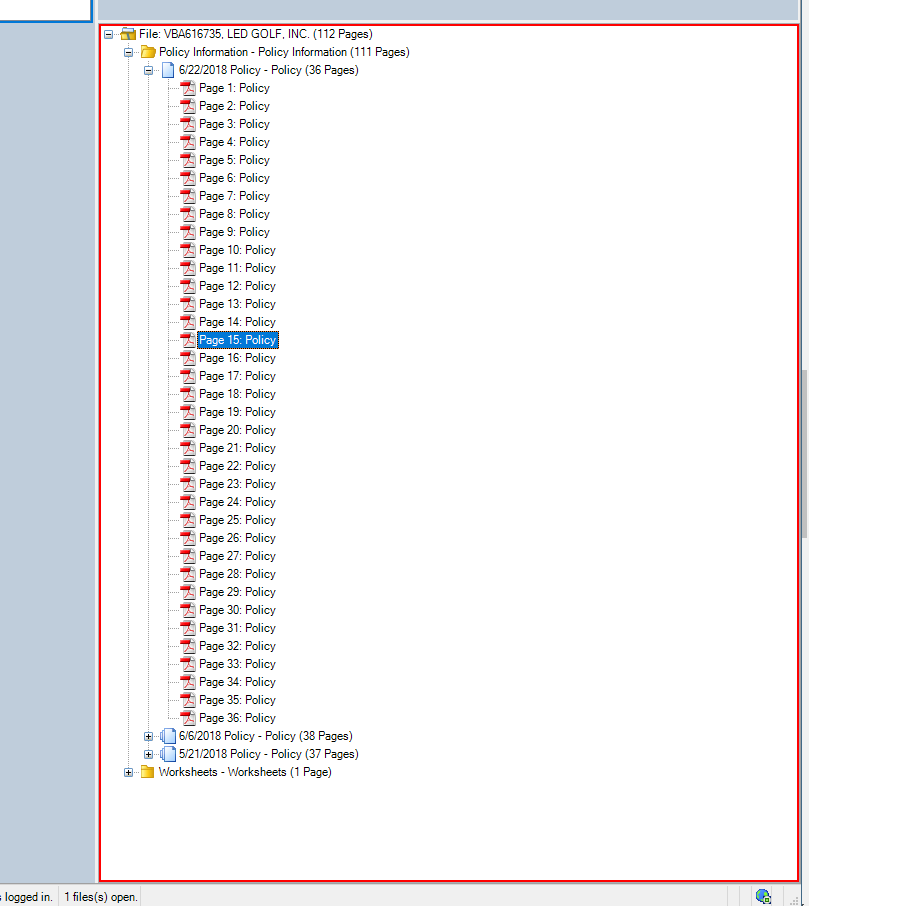 File: VBA616735, LED GOLF, INC. (112 Pages)
Policy Information - Policy Information (111 Pages)
6/22/2018 Policy - Policy (36 Pages)
Page 1: Policy
Page 2: Policy
Page 3: Policy
Page 4: Policy
Page 5: Policy
Page 6: Policy
Page 7: Policy
Page 8: Policy
Page 9: Policy
Page 10: Policy
Page 11: Policy
Page 12: Policy
Page 13: Policy
Page 14: Policy
Page 15: Policy
Page 16: Policy
Page 17: Policy
Page 18: Policy
Page 19: Policy
Page 20: Policy
Page 21: Policy
Page 22: Policy
Page 23: Policy
Page 24: Policy
Page 25: Policy
Page 26: Policy
Page 27: Policy
Page 28: Policy
Page 29: Policy
Page 30: Policy
Page 31: Policy
Page 32: Policy
Page 33: Policy
Page 34: Policy
Page 35: Policy
Page 36: Policy
6/6/2018 Policy - Policy (38 Pages)
5/21/2018 Policy - Policy (37 Pages)
Worksheets - Worksheets (1 Page)
logged in. 1 files(s) open.